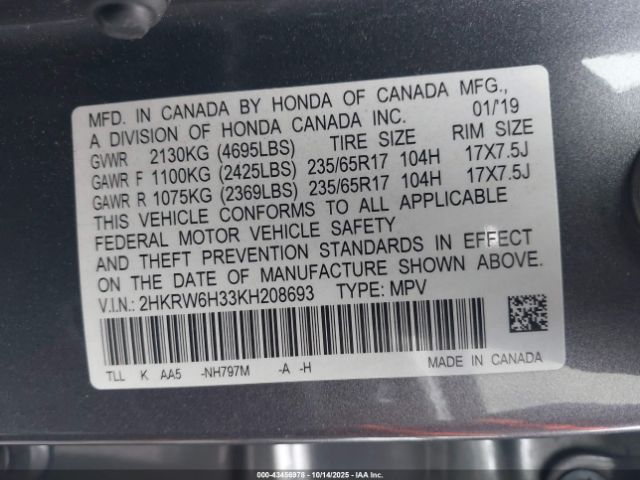 MFD. IN CANADA BY HONDA OF CANADA MFG.,
A DIVISION OF HONDA CANADA INC. 01/'19
GVWR 2130KG (4695LBS) TIRE SIZE RIM SIZE
GAWR F 1100KG (2425LBS) 235/65R17 104H 17X7.5J
GAWR R 1075KG (2369LBS) 235/65R17 104H 17X7.5J
THIS VEHICLE CONFORMS TO ALL APPLICABLE
FEDERAL MOTOR VEHICLE SAFETY
AND THEFT PREVENTION STANDARDS IN EFFECT
ON THE DATE OF MANUFACTURE SHOWN ABOVE.
V.I.N.: 2HKRW6H33KH208693 TYPE: MPV
TLL K AA5 -NH797M -A -H MADE IN CANADA
000-43456978 - 10/14/2025 - IAAI.COM